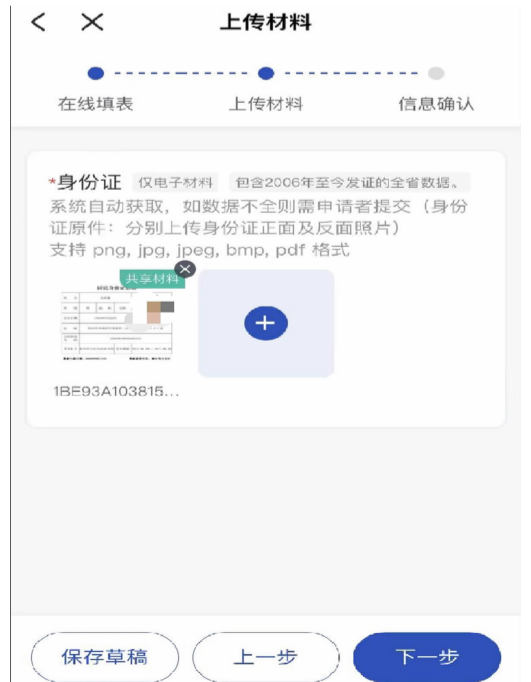 上传材料
在线填表
上传材料
信息确认
*身份证 仅电子材料 包含2006年至今发证的全省数据。
系统自动获取，如数据不全则需申请者提交（身份
证原件：分别上传身份证正面及反面照片）
支持 png, jpg, jpeg, bmp, pdf 格式
共享材料
1BE93A103815...
保存草稿
上一步
下一步